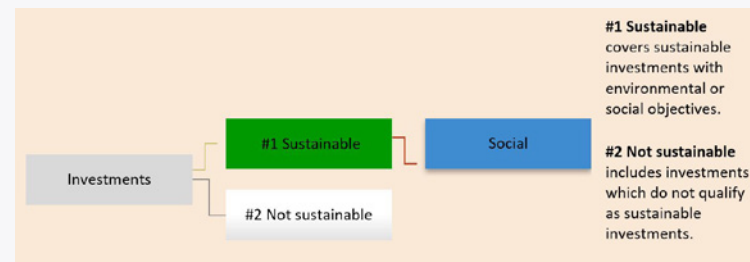 #1 Sustainable
covers sustainable
investments with
environmental or
social objectives.
#1 Sustainable
Social
#2 Not sustainable
includes investments
which do not qualify
as sustainable
investments.
Investments
#2 Not sustainable